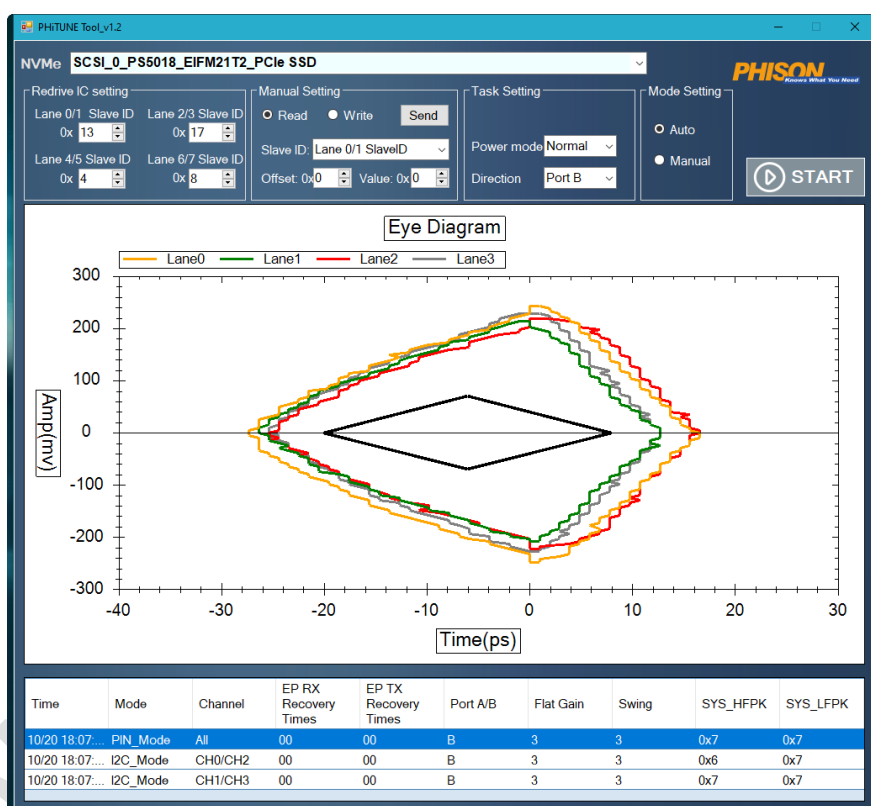 PHiTUNE Tool_v1.2
NVMe SCSI_0_PS5018_EIFM21T2_PCIe SSD
PHISON
Knows What You Need
Redrive IC setting
Lane 0/1 Slave ID Lane 2/3 Slave ID
0x 13 0x 17
Lane 4/5 Slave ID Lane 6/7 Slave ID
0x 4 0x 8
Manual Setting
Read Write Send
Slave ID: Lane 0/1 SlaveID
Offset: 0x 0 Value: 0x 0
Task Setting
Power mode Normal
Direction Port B
Mode Setting
Auto
Manual
START
Eye Diagram
Lane0 Lane1 Lane2 Lane3
300
200
100
0
-100
-200
-300
Amp(mv)
-40 -30 -20 -10 0 10 20 30
Time(ps)
Time Mode Channel EP RX Recovery Times EP TX Recovery Times Port A/B Flat Gain Swing SYS_HFPK SYS_LFPK
10/20 18:07:... PIN_Mode All 00 00 B 3 3 0x7 0x7
10/20 18:07:... I2C_Mode CH0/CH2 00 00 B 3 3 0x6 0x7
10/20 18:07:... I2C_Mode CH1/CH3 00 00 B 3 3 0x7 0x7